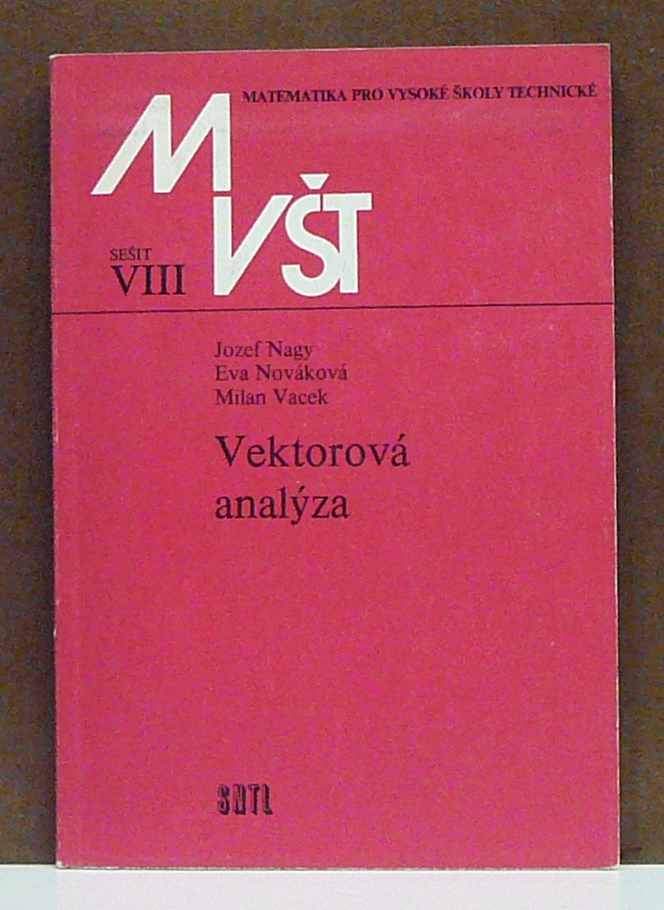 MATEMATIKA PRO VYSOKÉ ŠKOLY TECHNICKÉ
M
VŠT
SEŠIT
VIII
Jozef Nagy
Eva Nováková
Milan Vacek
Vektorová
analýza
SNTL